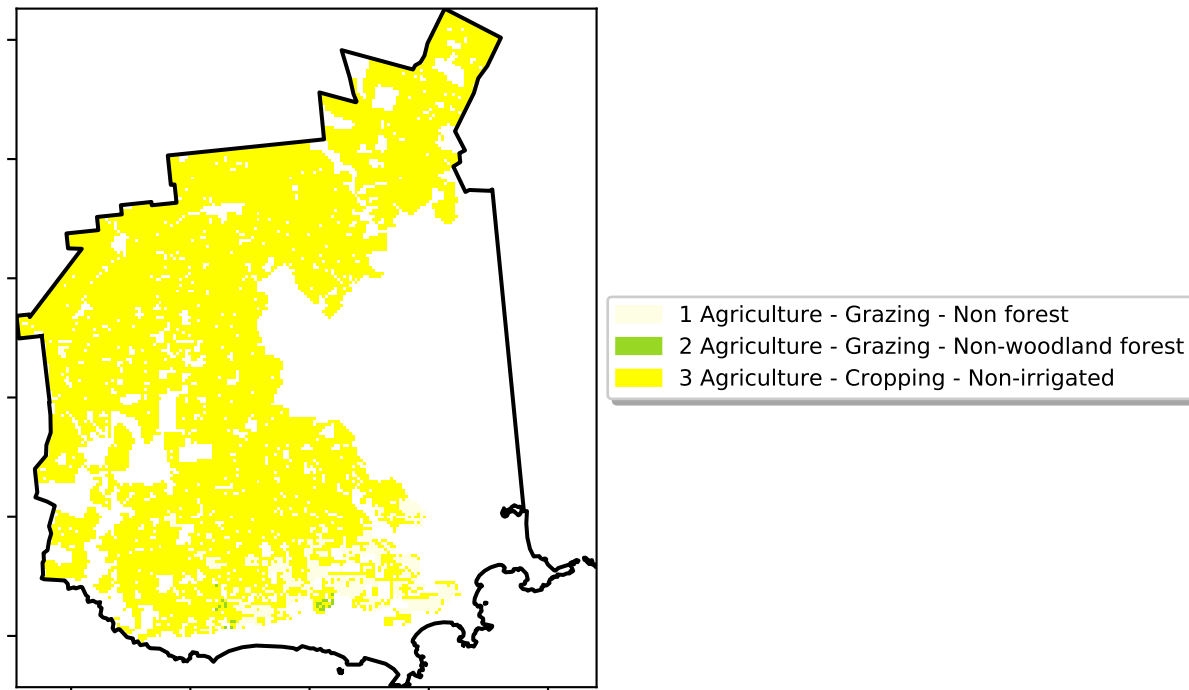 1 Agriculture - Grazing - Non forest
2 Agriculture - Grazing - Non-woodland forest
3 Agriculture - Cropping - Non-irrigated